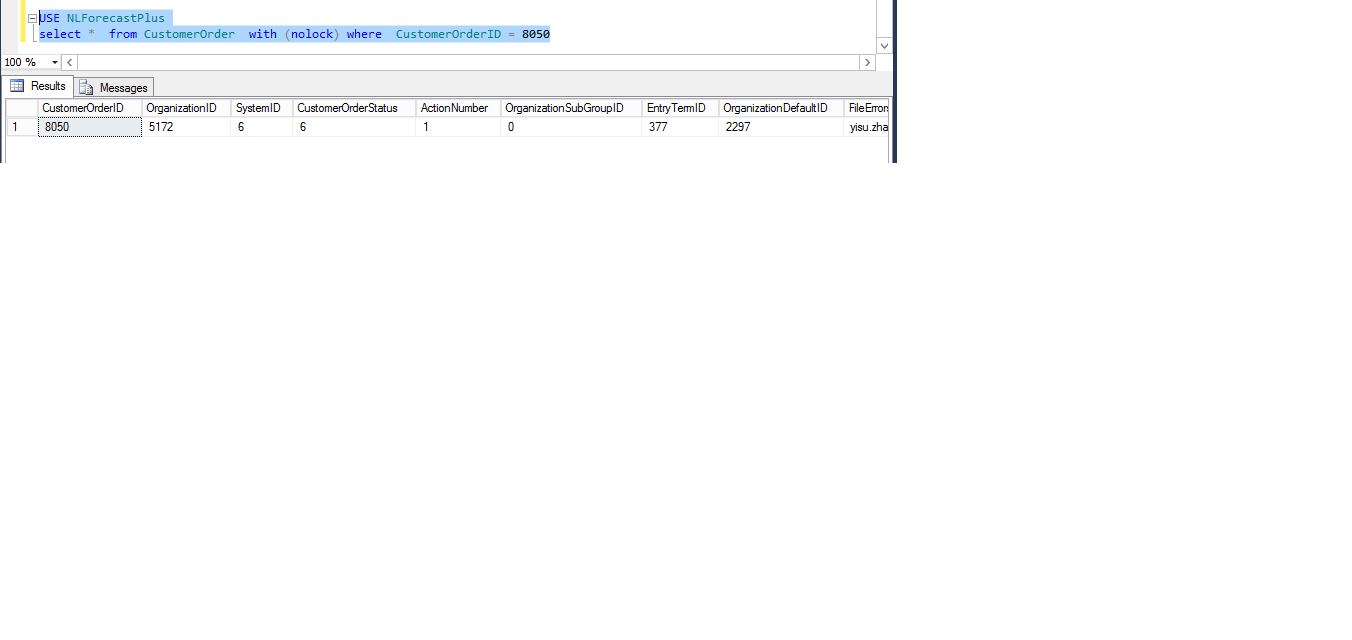 USE NLForecastPlus
select * from CustomerOrder with (nolock) where CustomerOrderID = 8050
100 %
Results Messages
CustomerOrderID OrganizationID SystemID CustomerOrderStatus ActionNumber OrganizationSubGroupID EntryTermID OrganizationDefaultID FileErrors
1 8050 5172 6 6 1 0 377 2297 yisu.zha